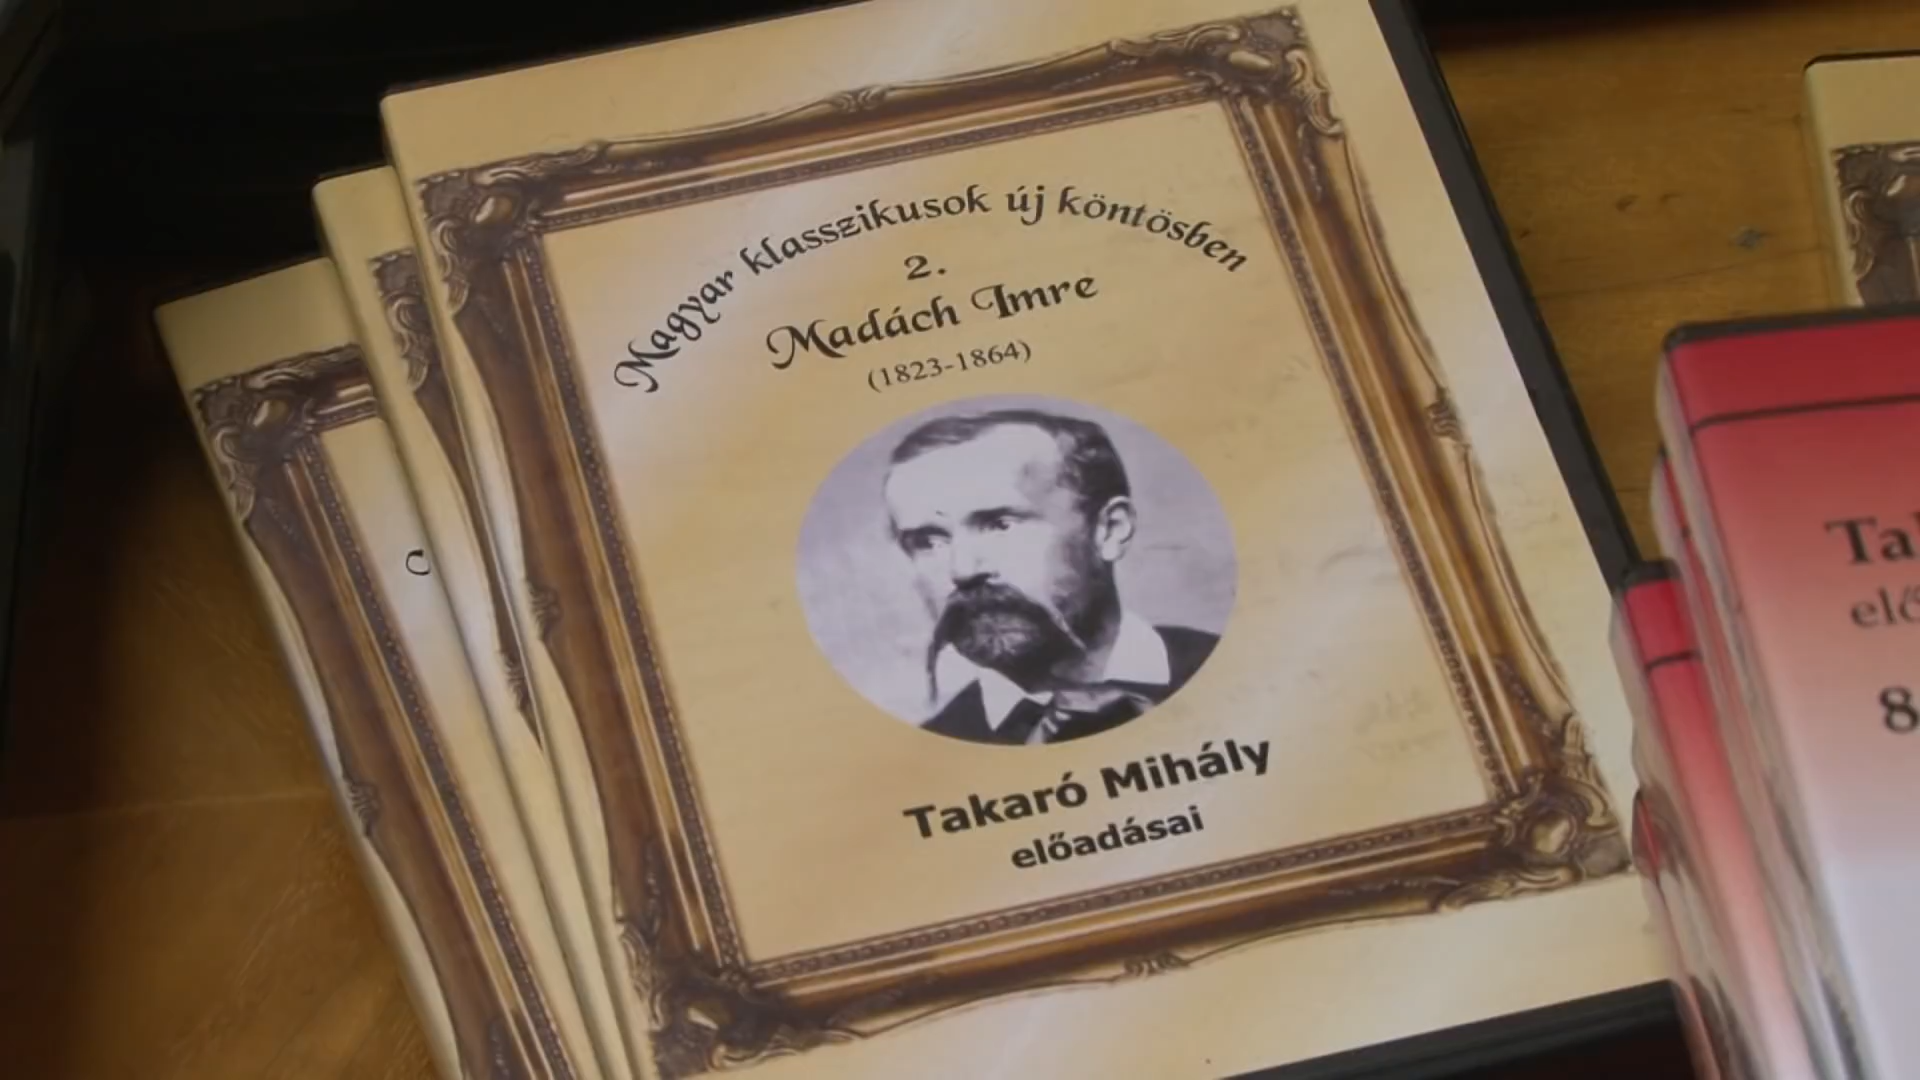 Magyar klasszikusok új köntösben
2.
Madách Imre
(1823-1864)
Takaró Mihály
előadásai